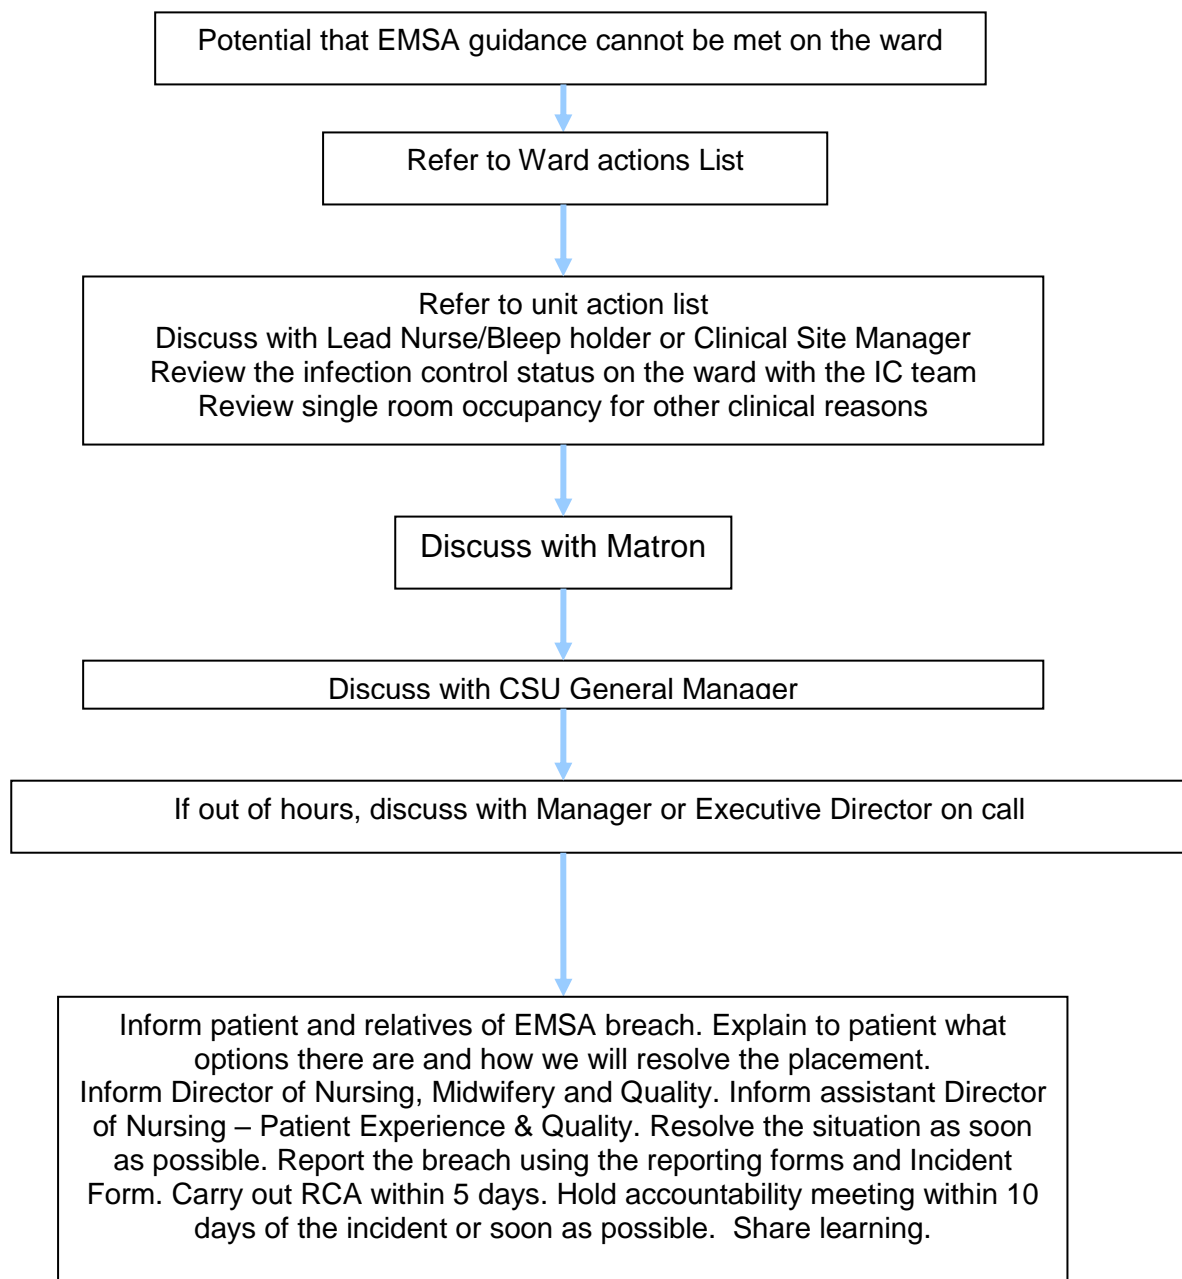 Potential that EMSA guidance cannot be met on the ward
Refer to Ward actions List
Refer to unit action list
Discuss with Lead Nurse/Bleep holder or Clinical Site Manager
Review the infection control status on the ward with the IC team
Review single room occupancy for other clinical reasons
Discuss with Matron
Discuss with CSU General Manager
If out of hours, discuss with Manager or Executive Director on call
Inform patient and relatives of EMSA breach. Explain to patient what
options there are and how we will resolve the placement.
Inform Director of Nursing, Midwifery and Quality. Inform assistant Director
of Nursing – Patient Experience & Quality. Resolve the situation as soon
as possible. Report the breach using the reporting forms and Incident
Form. Carry out RCA within 5 days. Hold accountability meeting within 10
days of the incident or soon as possible.  Share learning.